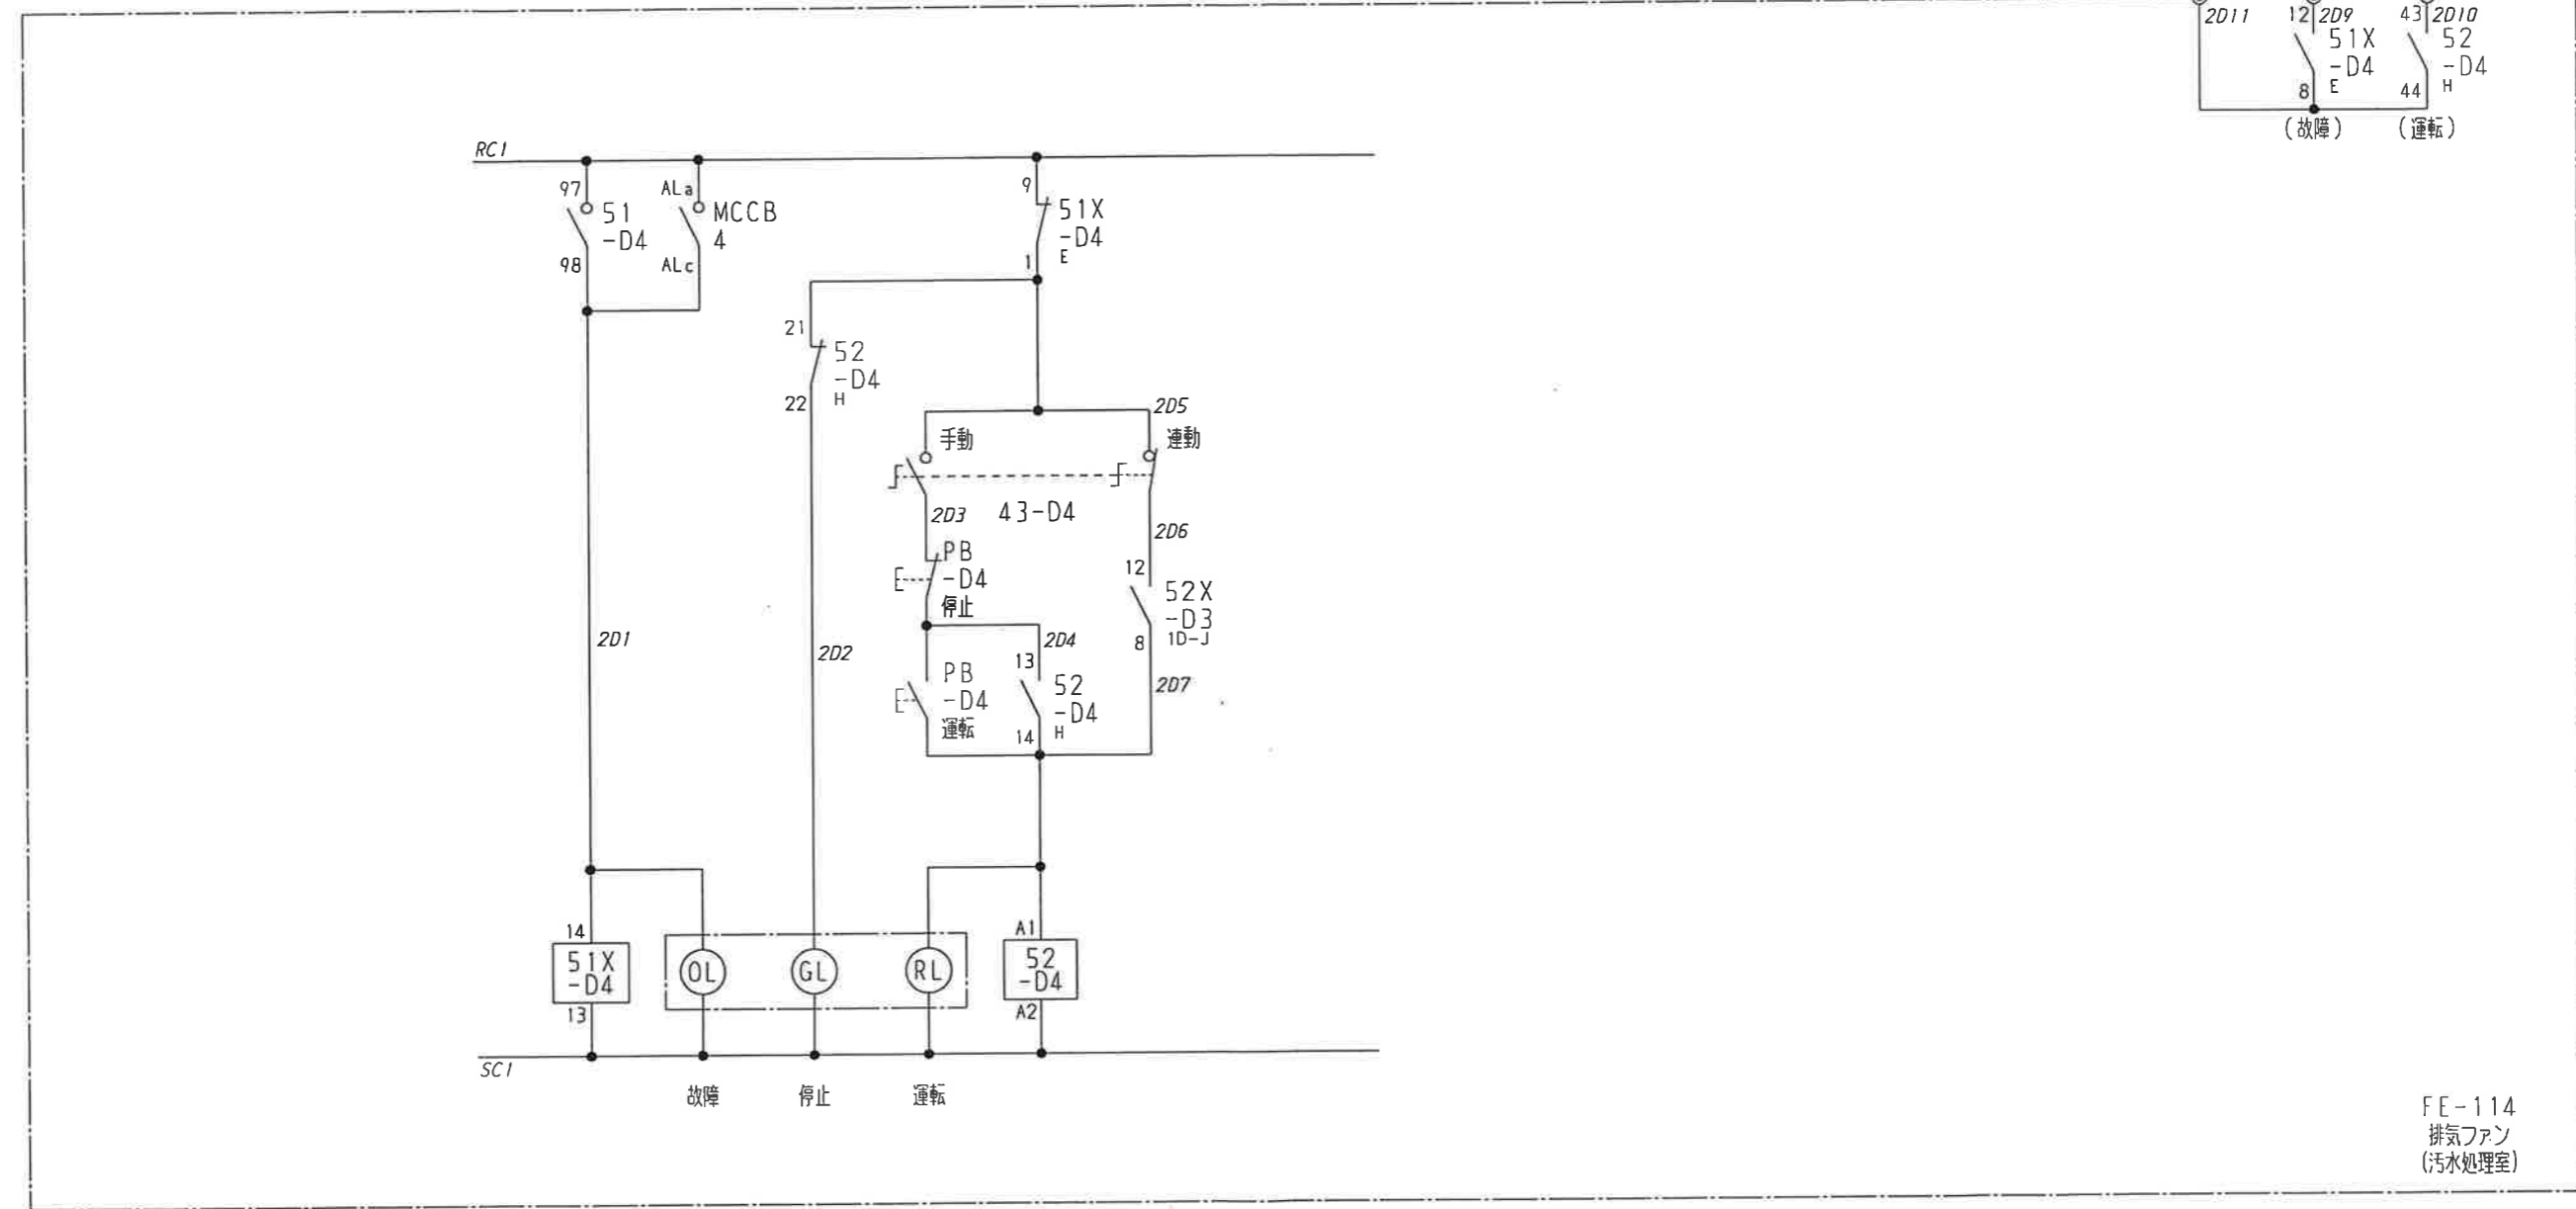 2D11
12 2D9
43 2D10
51X
-D4
E
52
-D4
H
8
44
(故障)
(運転)
RC1
97
51
-D4
98
ALa
MCCB
4
ALc
9
51X
-D4
E
1
21
52
-D4
H
22
2D5
手動
連動
2D3
43-D4
2D6
PB
-D4
停止
12
52X
-D3
1D-J
8
2D1
2D2
2D4
13
PB
-D4
運転
52
-D4
H
14
2D7
14
51X
-D4
13
OL
GL
RL
A1
52
-D4
A2
SC1
故障
停止
運転
FE-114
排気ファン
(汚水処理室)